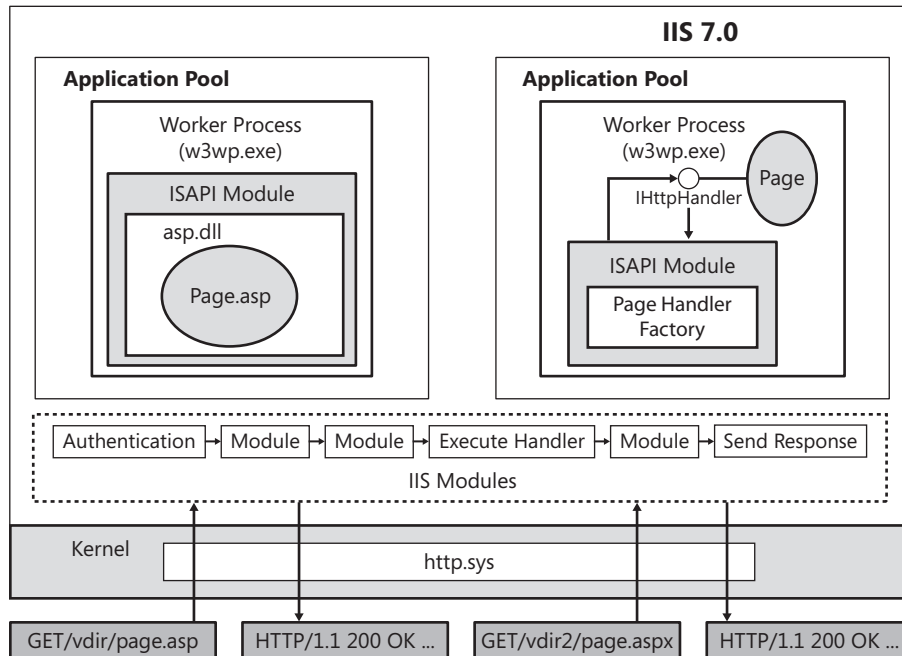 IIS 7.0
Application Pool
Worker Process
(w3wp.exe)
ISAPI Module
asp.dll
Page.asp
Application Pool
Worker Process
(w3wp.exe)
Page
IHttpHandler
ISAPI Module
Page Handler
Factory
Authentication
Module
Module
Execute Handler
Module
Send Response
IIS Modules
Kernel
http.sys
GET/vdir/page.asp
HTTP/1.1 200 OK ...
GET/vdir2/page.aspx
HTTP/1.1 200 OK ...